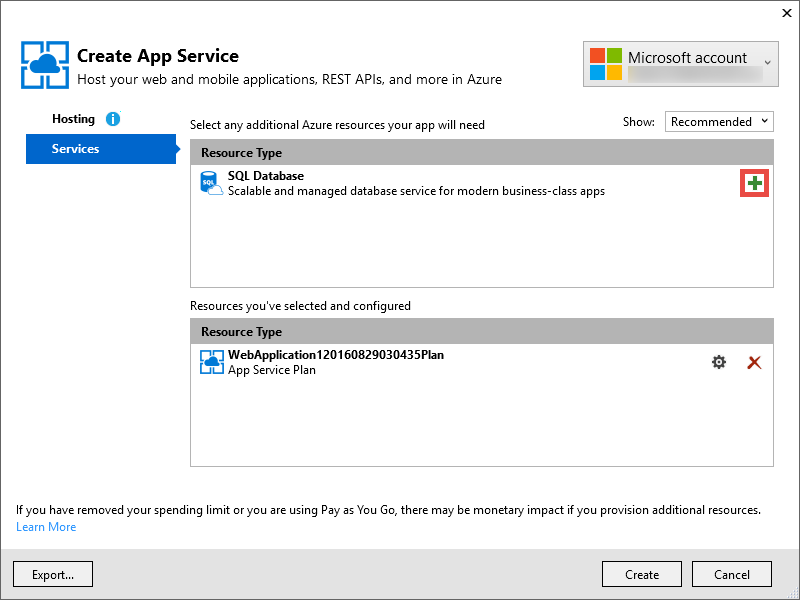 Create App Service
Host your web and mobile applications, REST APIs, and more in Azure
Microsoft account
Hosting
Services
Select any additional Azure resources your app will need
Show: Recommended
Resource Type
SQL Database
Scalable and managed database service for modern business-class apps
Resources you've selected and configured
Resource Type
WebApplication120160829030435Plan
App Service Plan
If you have removed your spending limit or you are using Pay as You Go, there may be monetary impact if you provision additional resources.
Learn More
Export...
Create
Cancel